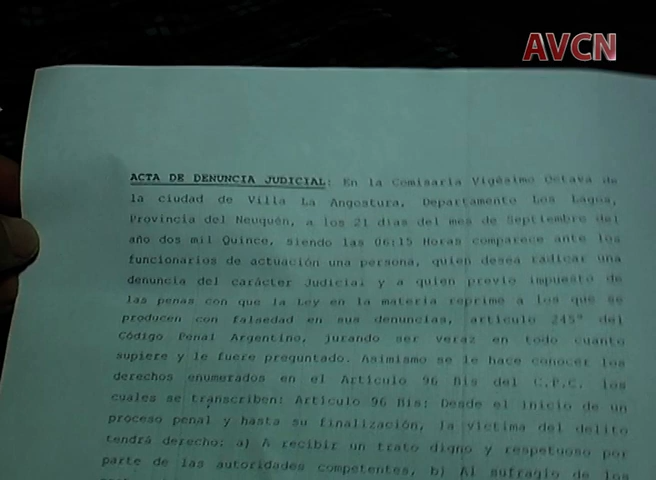 AVCN
ACTA DE DENUNCIA JUDICIAL: En la Comisaría Vigésimo Octava de
la ciudad de Villa La Angostura, Departamento Los Lagos,
Provincia del Neuquén, a los 21 días del mes de Septiembre del
año dos mil Quince, siendo las 06:15 Horas comparece ante los
funcionarios de actuación una persona, quien desea radicar una
denuncia del carácter Judicial y a quien previo impuesto de
las penas con que la Ley en la materia reprime a los que se
producen con falsedad en sus denuncias, articulo 245° del
Código Penal Argentino, jurando ser veraz en todo cuanto
supiere y le fuere preguntado. Asimismo se le hace conocer los
derechos enumerados en el Artículo 96 Bis del C.P.C. los
cuales se transcriben: Artículo 96 Bis: Desde el inicio de un
proceso penal y hasta su finalización, la víctima del delito
tendrá derecho: a) A recibir un trato digno y respetuoso por
parte de las autoridades competentes, b) Al sufragio de los